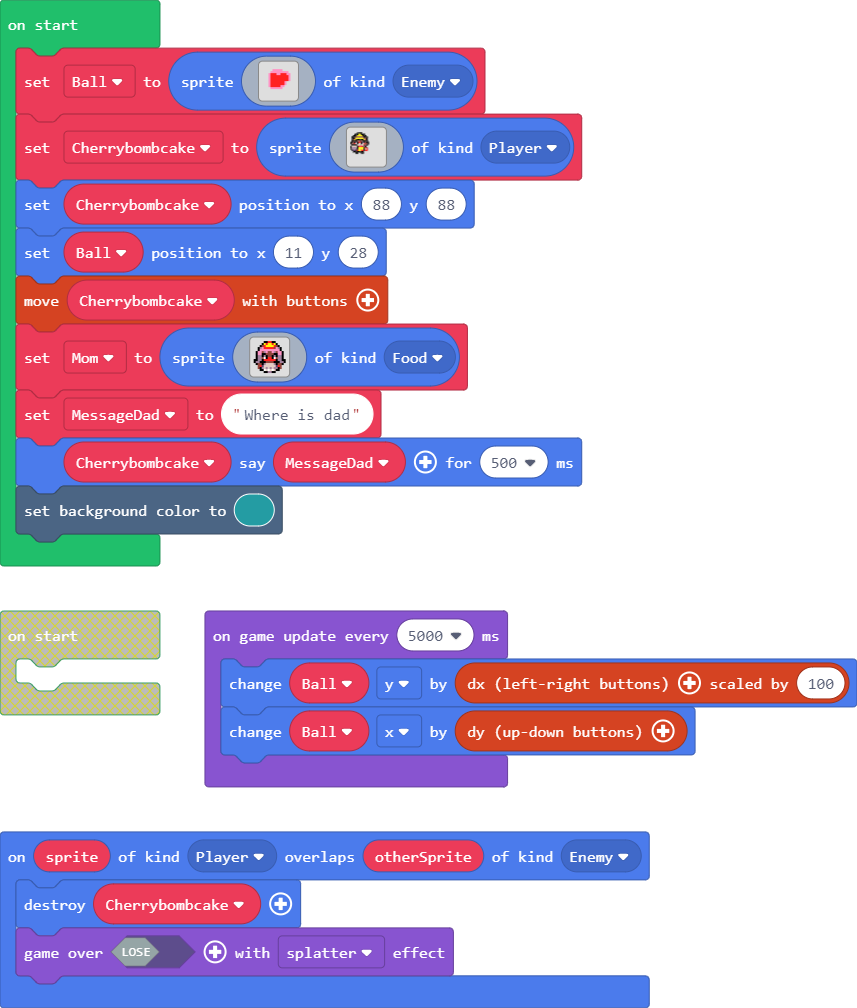 on start
set Ball to sprite of kind Enemy
set Cherrybombcake to sprite of kind Player
set Cherrybombcake position to x 88 y 88
set Ball position to x 11 y 28
move Cherrybombcake with buttons
set Mom to sprite of kind Food
set MessageDad to "Where is dad"
Cherrybombcake say MessageDad for 500 ms
set background color to
on start
on game update every 5000 ms
change Ball y by dx (left-right buttons) scaled by 100
change Ball x by dy (up-down buttons)
on sprite of kind Player overlaps otherSprite of kind Enemy
destroy Cherrybombcake
game over LOSE with splatter effect